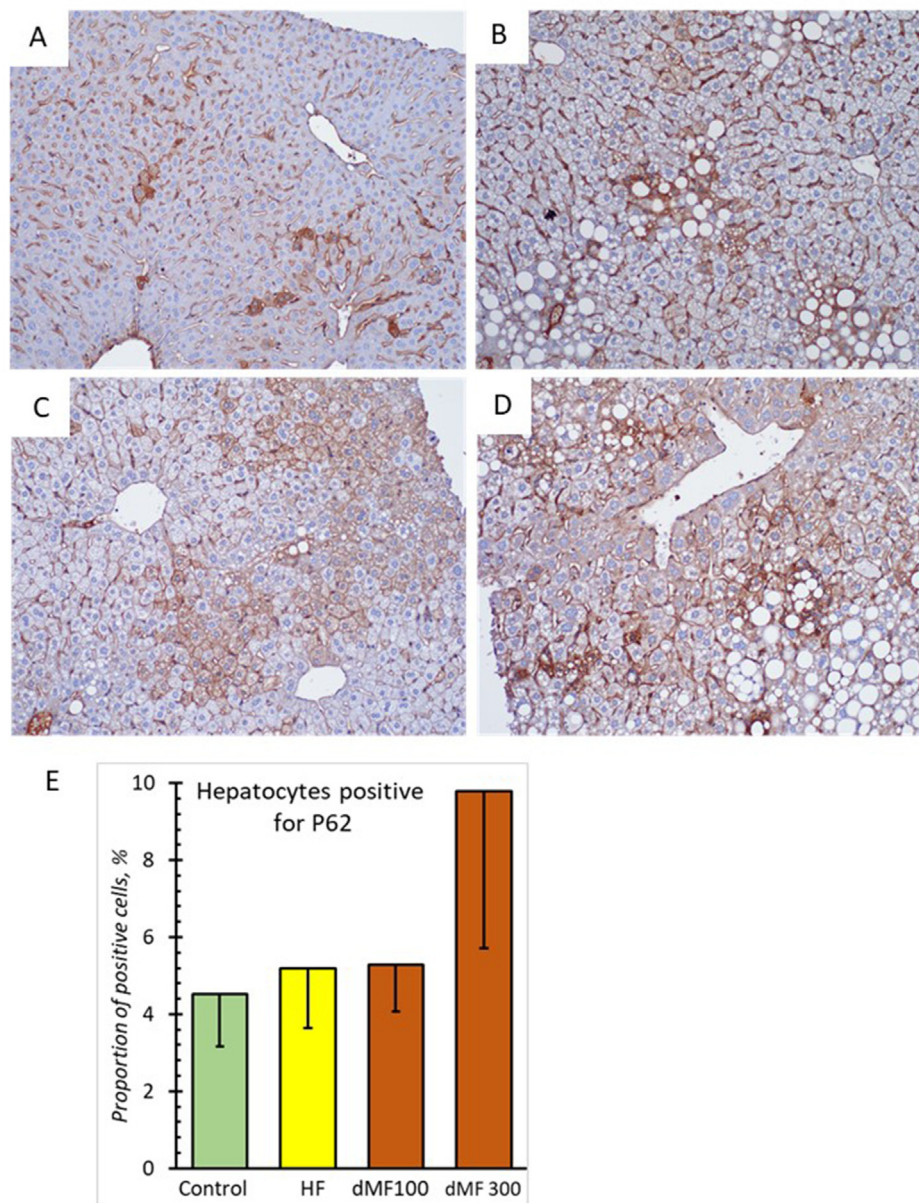 A
B
C
D
E
Hepatocytes positive
for P62
Proportion of positive cells, %
10
8
6
4
2
0
Control
HF
dMF100
dMF 300